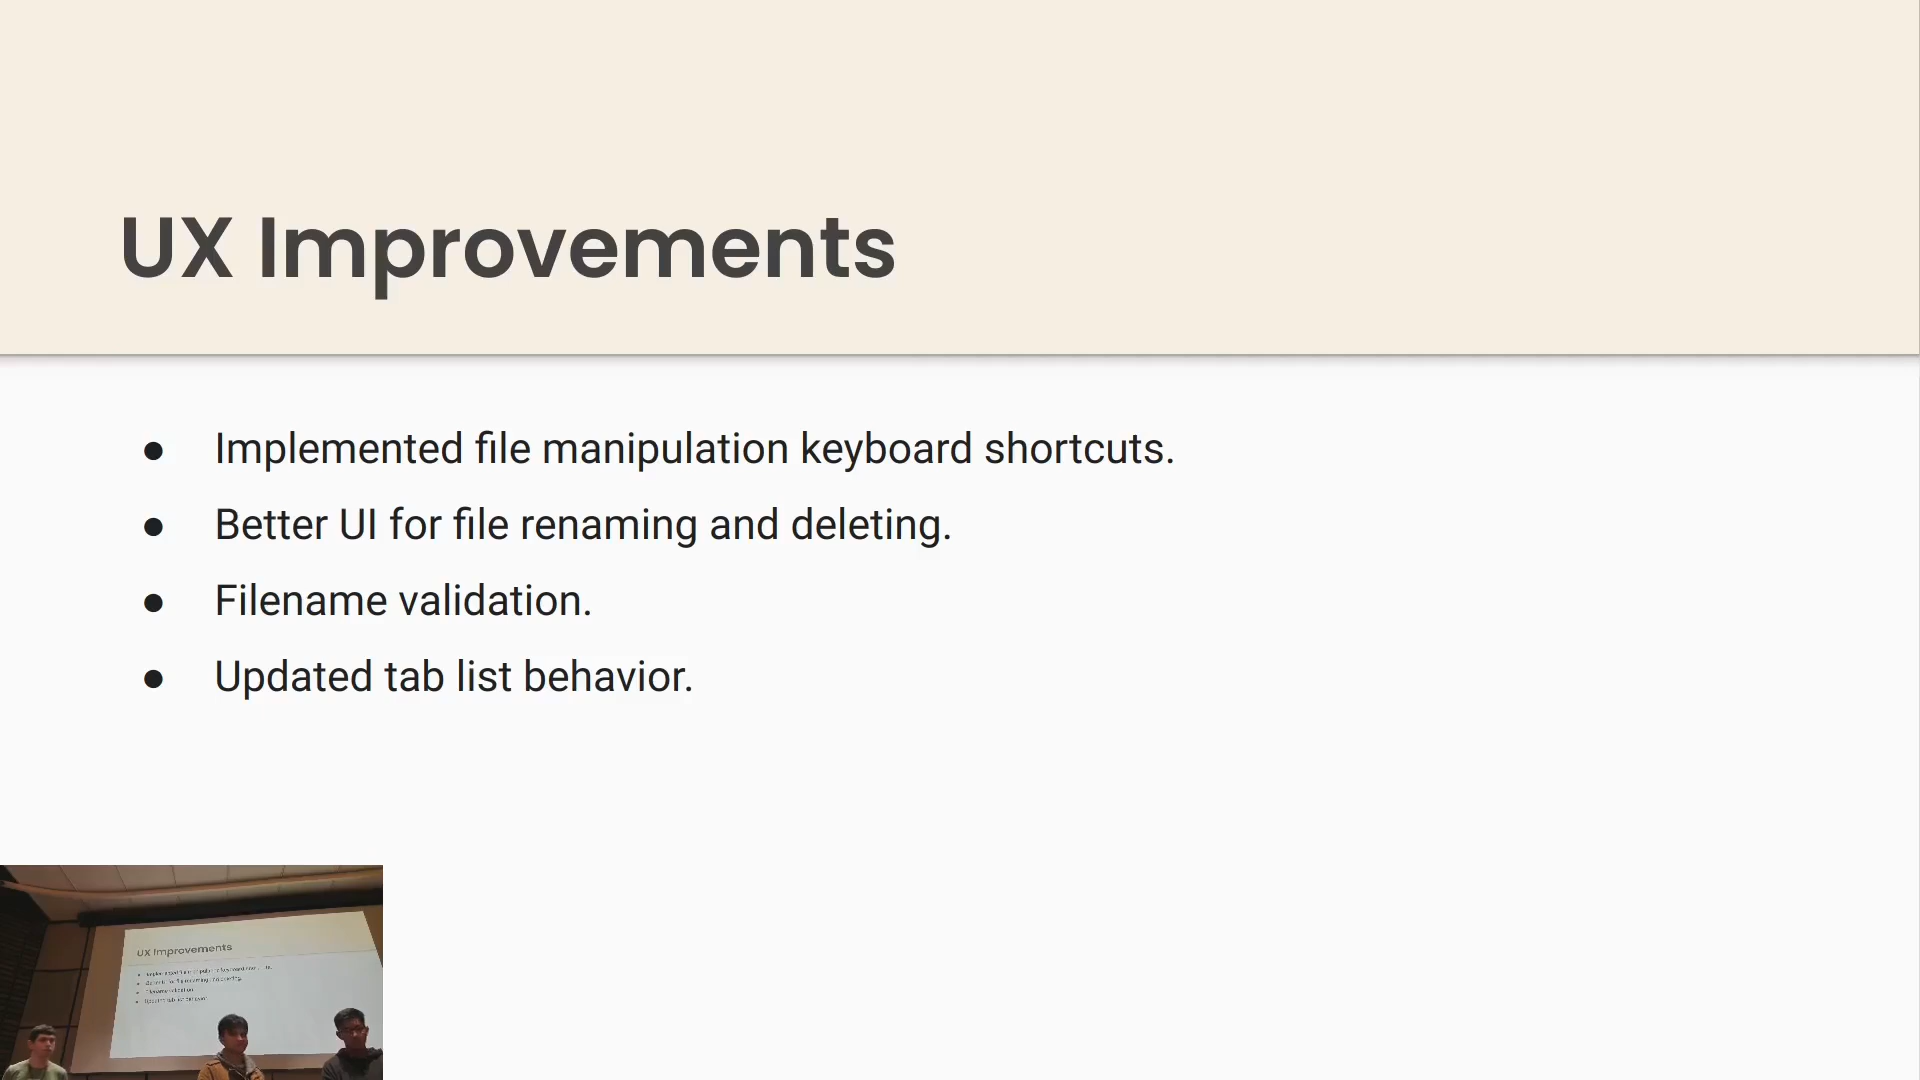 UX Improvements
● Implemented file manipulation keyboard shortcuts.
● Better UI for file renaming and deleting.
● Filename validation.
● Updated tab list behavior.
UX Improvements